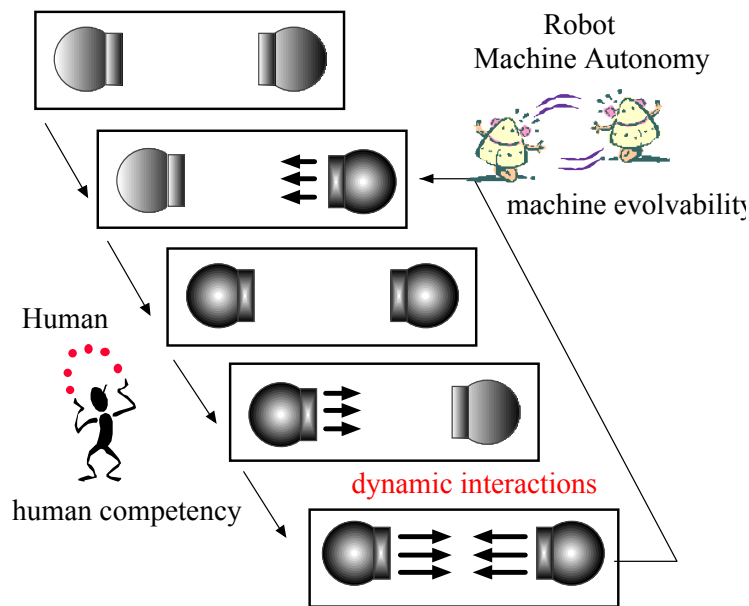 Robot
Machine Autonomy
machine evolvability
Human
human competency
dynamic interactions